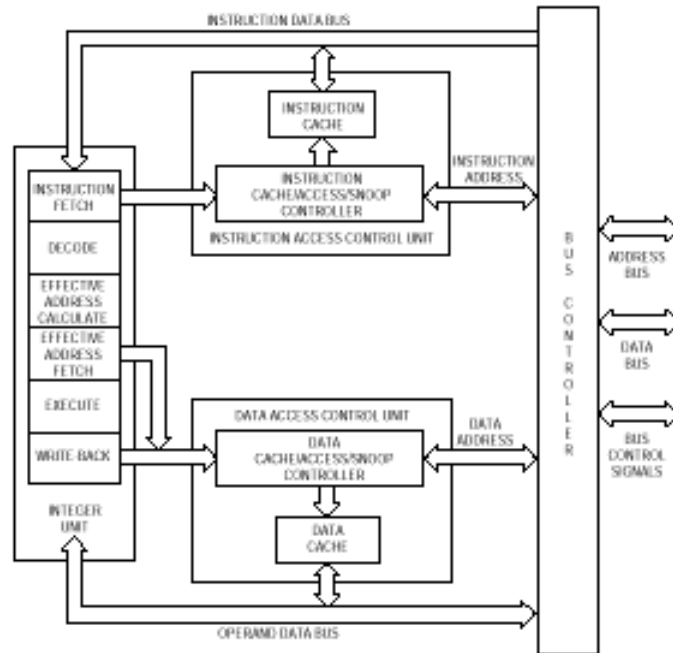 INSTRUCTION DATA BUS
INSTRUCTION
CACHE
INSTRUCTION
FETCH
INSTRUCTION
CACHE/ACCESS/SNOOP
CONTROLLER
INSTRUCTION
ADDRESS
INSTRUCTION ACCESS CONTROL UNIT
DECODE
EFFECTIVE
ADDRESS
CALCULATE
EFFECTIVE
ADDRESS
FETCH
EXECUTE
WRITE-BACK
INTEGER
UNIT
DATA ACCESS CONTROL UNIT
DATA
CACHE/ACCESS/SNOOP
CONTROLLER
DATA
ADDRESS
DATA
CACHE
OPERAND DATA BUS
BUS CONTROLLER
ADDRESS
BUS
DATA
BUS
BUS
CONTROL
SIGNALS